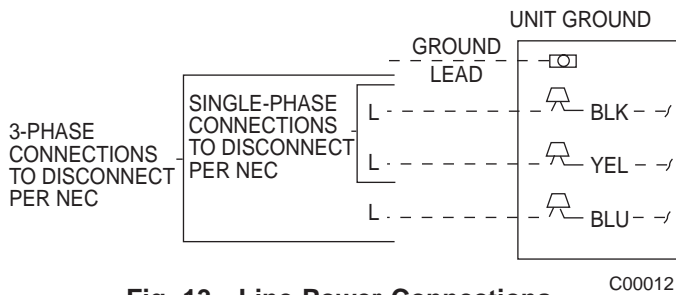 UNIT GROUND
GROUND
LEAD
3-PHASE
CONNECTIONS
TO DISCONNECT
PER NEC
SINGLE-PHASE
CONNECTIONS
TO DISCONNECT
PER NEC
L
BLK
L
YEL
L
BLU
C00012
Fig. 13 - Line Power Connections